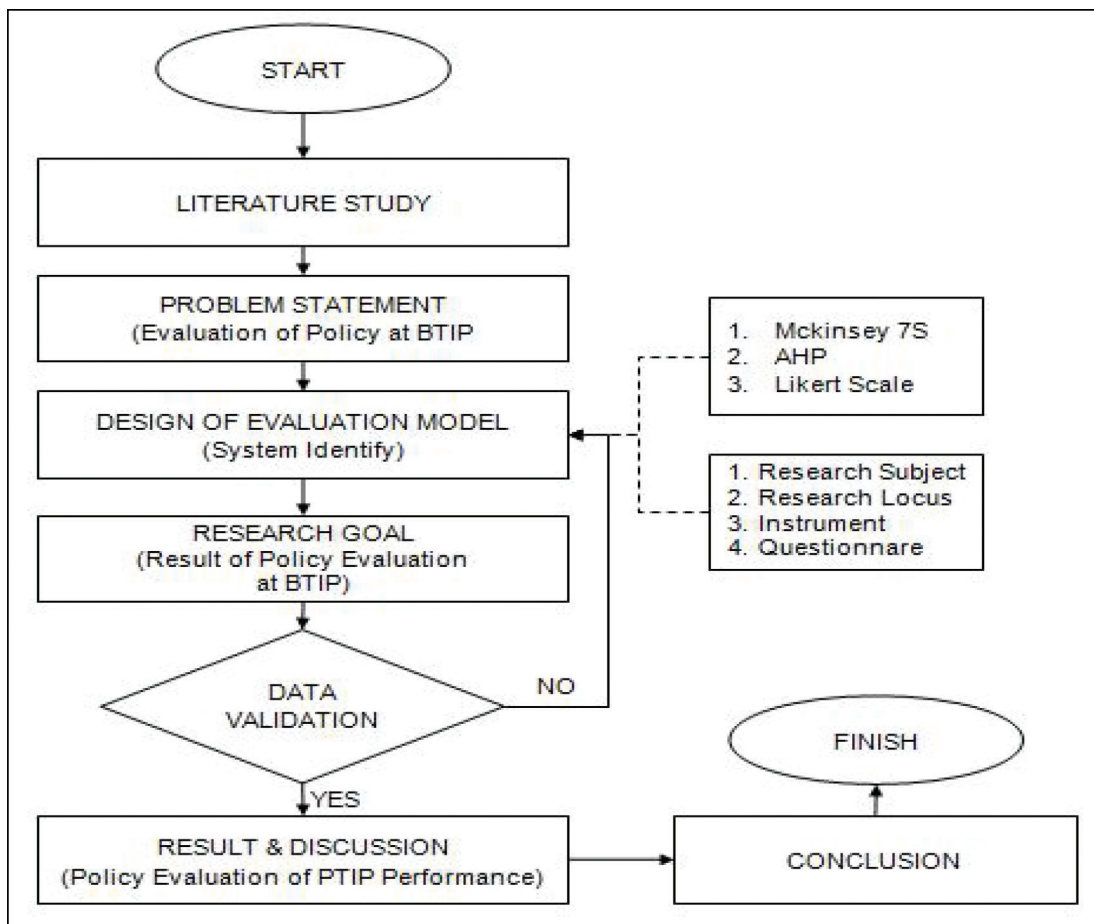 START
LITERATURE STUDY
PROBLEM STATEMENT
(Evaluation of Policy at BTIP
DESIGN OF EVALUATION MODEL
(System Identify)
1. Mckinsey 7S
2. AHP
3. Likert Scale
1. Research Subject
2. Research Locus
3. Instrument
4. Questionnare
RESEARCH GOAL
(Result of Policy Evaluation
at BTIP)
DATA
VALIDATION
NO
YES
RESULT & DISCUSSION
(Policy Evaluation of PTIP Performance)
CONCLUSION
FINISH